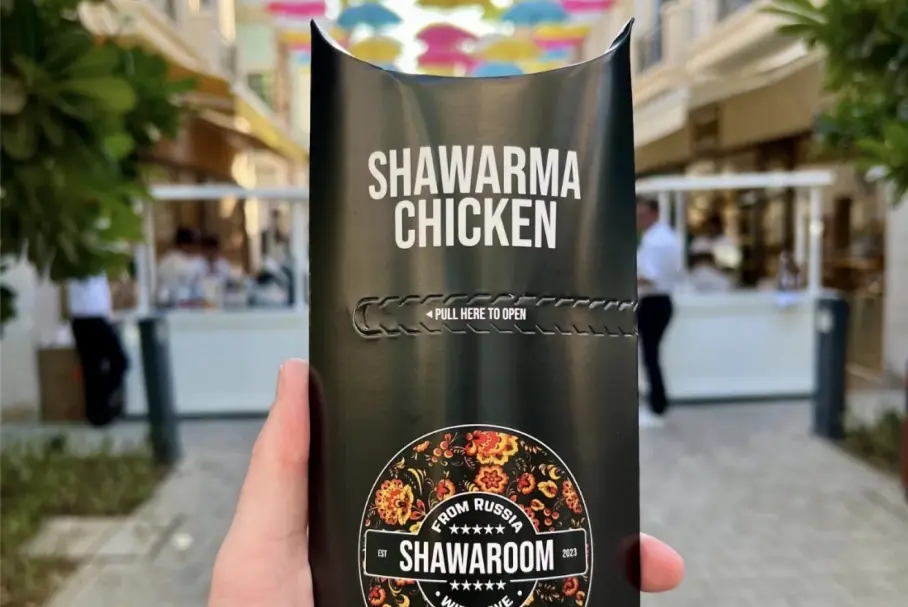 SHAWARMA
CHICKEN
◄ PULL HERE TO OPEN
FROM RUSSIA
★★★★★
EST SHAWAROOM 2023
★★★★★